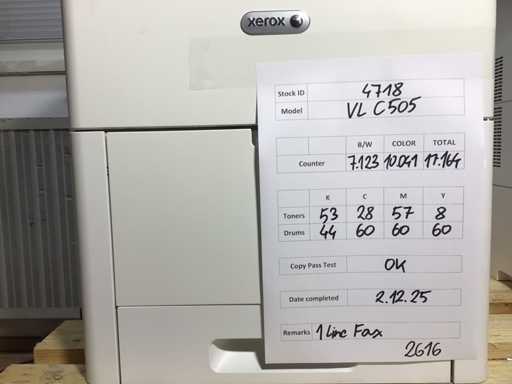 xerox
Stock ID 4718
Model VL C505
B/W COLOR TOTAL
Counter 7.123 10.041 17.164
K C M Y
Toners 53 28 57 8
Drums 44 60 60 60
Copy Pass Test OK
Date completed 2.12.25
Remarks 1 Line Fax
2616